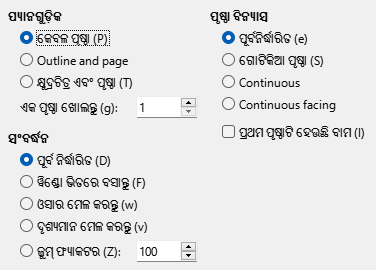 ପ୍ୟାନଗୁଡ଼ିକ
କେବଳ ପୃଷ୍ଠା (P)
Outline and page
କ୍ଷୁଦ୍ରଚିତ୍ର ଏବଂ ପୃଷ୍ଠା (T)
ଏକ ପୃଷ୍ଠା ଖୋଲନ୍ତୁ (g): 1
ସଂବର୍ଦ୍ଧନ
ପୂର୍ବ ନିର୍ଦ୍ଧାରିତ (D)
ୱିଣ୍ଡୋ ଭିତରେ ବସାନ୍ତୁ (F)
ଓସାର ମେଳ କରନ୍ତୁ (w)
ଦୃଶ୍ୟମାନ ମେଳ କରନ୍ତୁ (v)
ଜୁମ୍ ଫ୍ୟାକଟର (Z): 100
ପୃଷ୍ଠା ବିନ୍ୟାସ
ପୂର୍ବନିର୍ଦ୍ଧାରିତ (e)
ଗୋଟିକିଆ ପୃଷ୍ଠା (S)
Continuous
Continuous facing
ପ୍ରଥମ ପୃଷ୍ଠାଟି ହେଉଛି ବାମ (l)